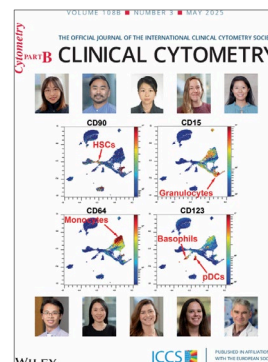 VOLUME 108B ■ NUMBER 3 ■ MAY 2025
THE OFFICIAL JOURNAL OF THE INTERNATIONAL CLINICAL CYTOMETRY SOCIE
Cytometry
PART B CLINICAL CYTOMETRY
CD90
CD15
HSCs
Granulocytes
CD64
CD123
Monocytes
Basophils
pDCs
WILEY
ICCS
PUBLISHED IN AFFILIATION
WITH THE EUROPEAN SOC